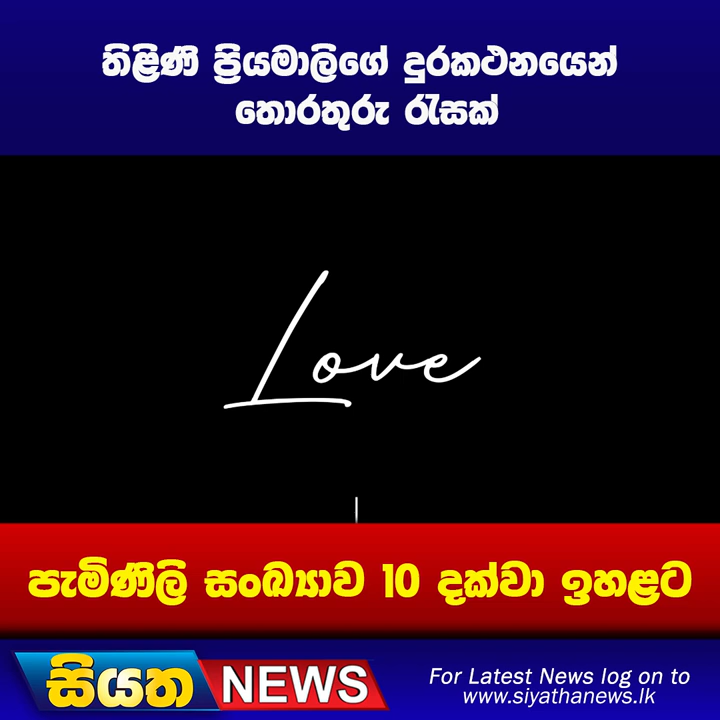 තිළිණි ප්‍රියමාලිගේ දුරකථනයෙන්
තොරතුරු රැසක්
Love
පැමිණිලි සංඛ්‍යාව 10 දක්වා ඉහළට
සියත NEWS
For Latest News log on to
www.siyathanews.lk